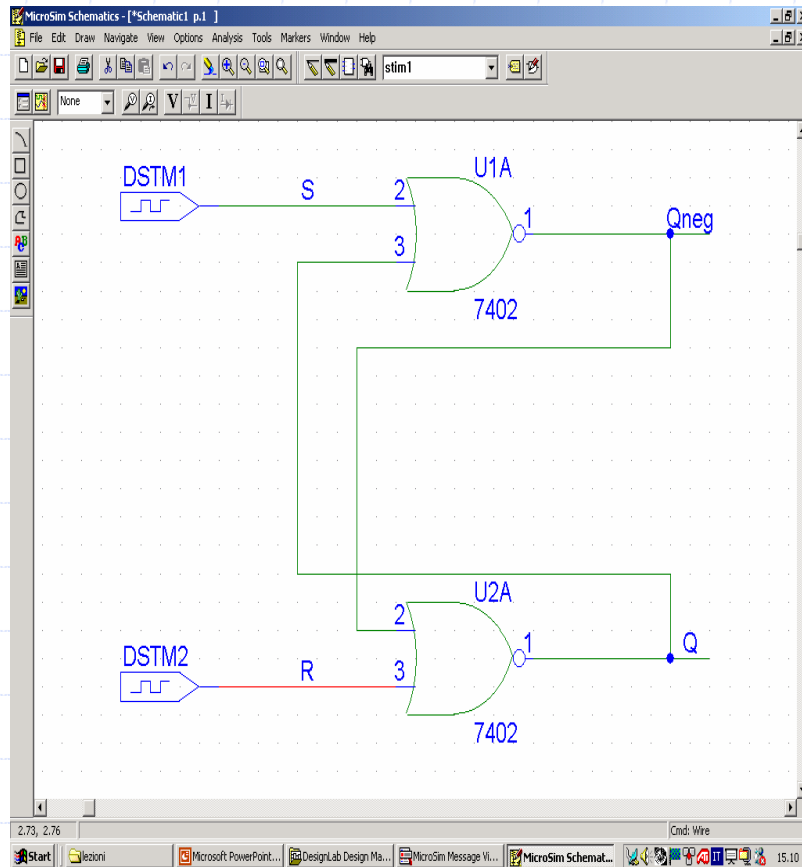 MicroSim Schematics - [*Schematic1 p.1 ]
File Edit Draw Navigate View Options Analysis Tools Markers Window Help
stim1
None
V I
DSTM1
S
2
3
U1A
1
7402
Qneg
DSTM2
R
2
3
U2A
1
7402
Q
2.73, 2.76
Cmd: Wire
Start lezioni Microsoft PowerPoint... DesignLab Design Ma... MicroSim Message Vi... MicroSim Schemat... 15.10